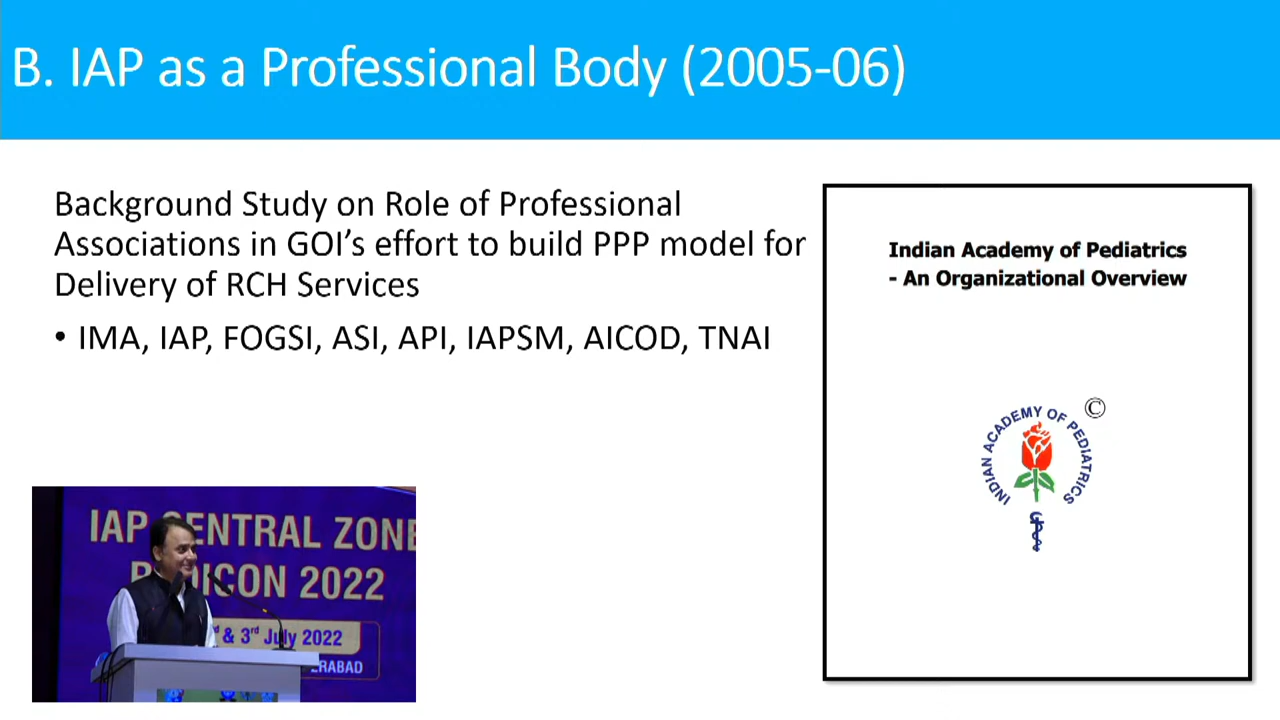 B. IAP as a Professional Body (2005-06)
Background Study on Role of Professional
Associations in GOI’s effort to build PPP model for
Delivery of RCH Services
• IMA, IAP, FOGSI, ASI, API, IAPSM, AICOD, TNAI
Indian Academy of Pediatrics
- An Organizational Overview
©
INDIAN ACADEMY OF PEDIATRICS
IAP CENTRAL ZONE
2022
& 3rd July 2022